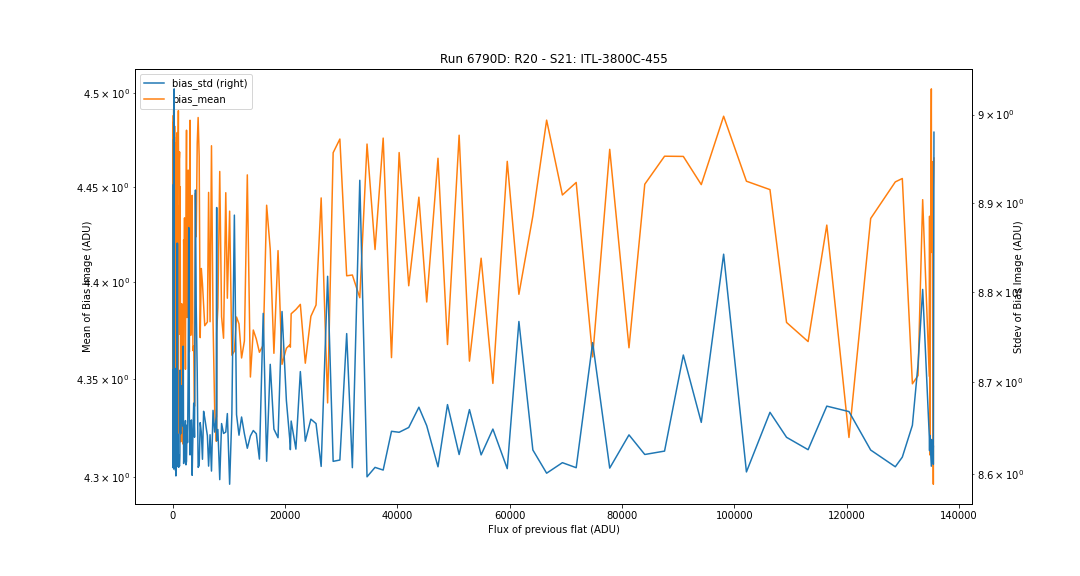 Run 6790D: R20 - S21: ITL-3800C-455
bias_std (right)
bias_mean
4.5 × 10⁰
4.45 × 10⁰
4.4 × 10⁰
4.35 × 10⁰
4.3 × 10⁰
Mean of Bias Image (ADU)
9 × 10⁰
8.9 × 10⁰
8.8 × 10⁰
8.7 × 10⁰
8.6 × 10⁰
Stdev of Bias Image (ADU)
0 20000 40000 60000 80000 100000 120000 140000
Flux of previous flat (ADU)